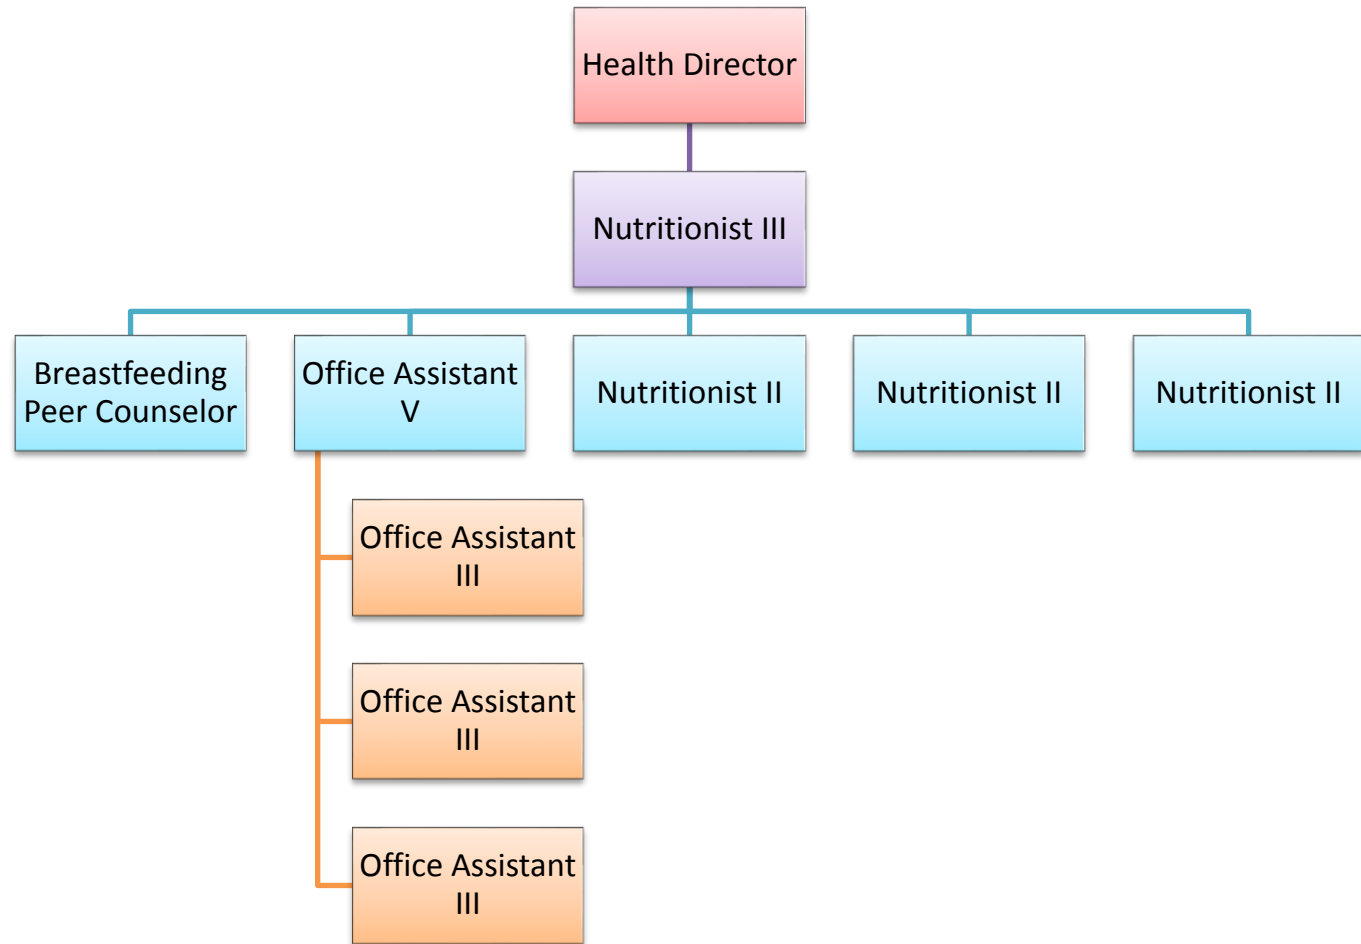 Health Director
Nutritionist III
Breastfeeding
Peer Counselor
Office Assistant
V
Nutritionist II
Nutritionist II
Nutritionist II
Office Assistant
III
Office Assistant
III
Office Assistant
III